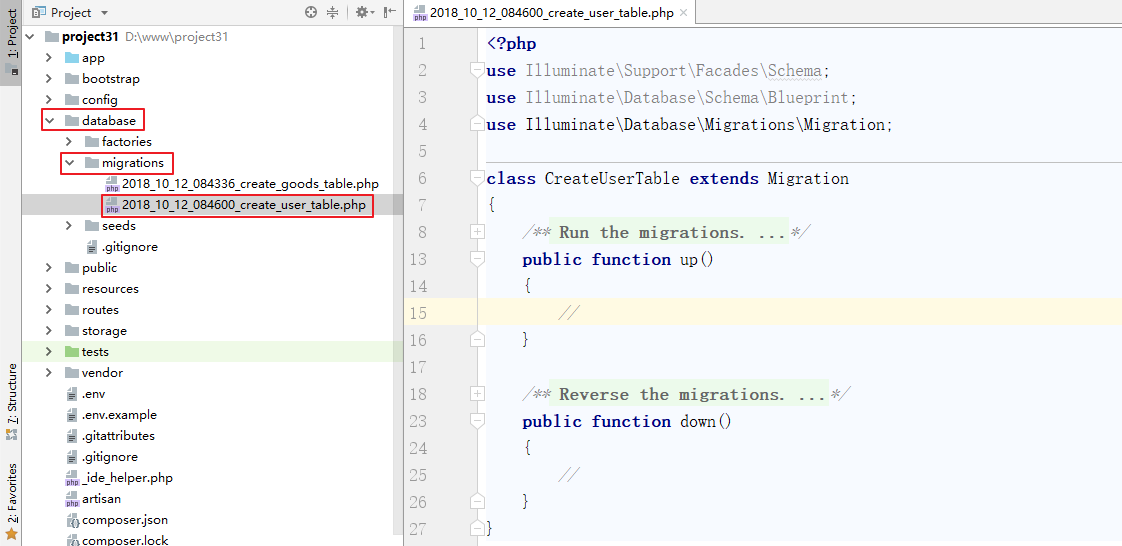 1: Project
Project
project31 D:\www\project31
app
bootstrap
config
database
factories
migrations
2018_10_12_084336_create_goods_table.php
2018_10_12_084600_create_user_table.php
seeds
.gitignore
public
resources
routes
storage
tests
vendor
.env
.env.example
.gitattributes
.gitignore
_ide_helper.php
artisan
composer.json
composer.lock
7: Structure
2: Favorites
2018_10_12_084600_create_user_table.php
1 <?php
2 use Illuminate\Support\Facades\Schema;
3 use Illuminate\Database\Schema\Blueprint;
4 use Illuminate\Database\Migrations\Migration;
5
6 class CreateUserTable extends Migration
7 {
8 /** Run the migrations. ...*/
13 public function up()
14 {
15 //
16 }
17
18 /** Reverse the migrations. ...*/
23 public function down()
24 {
25 //
26 }
27 }